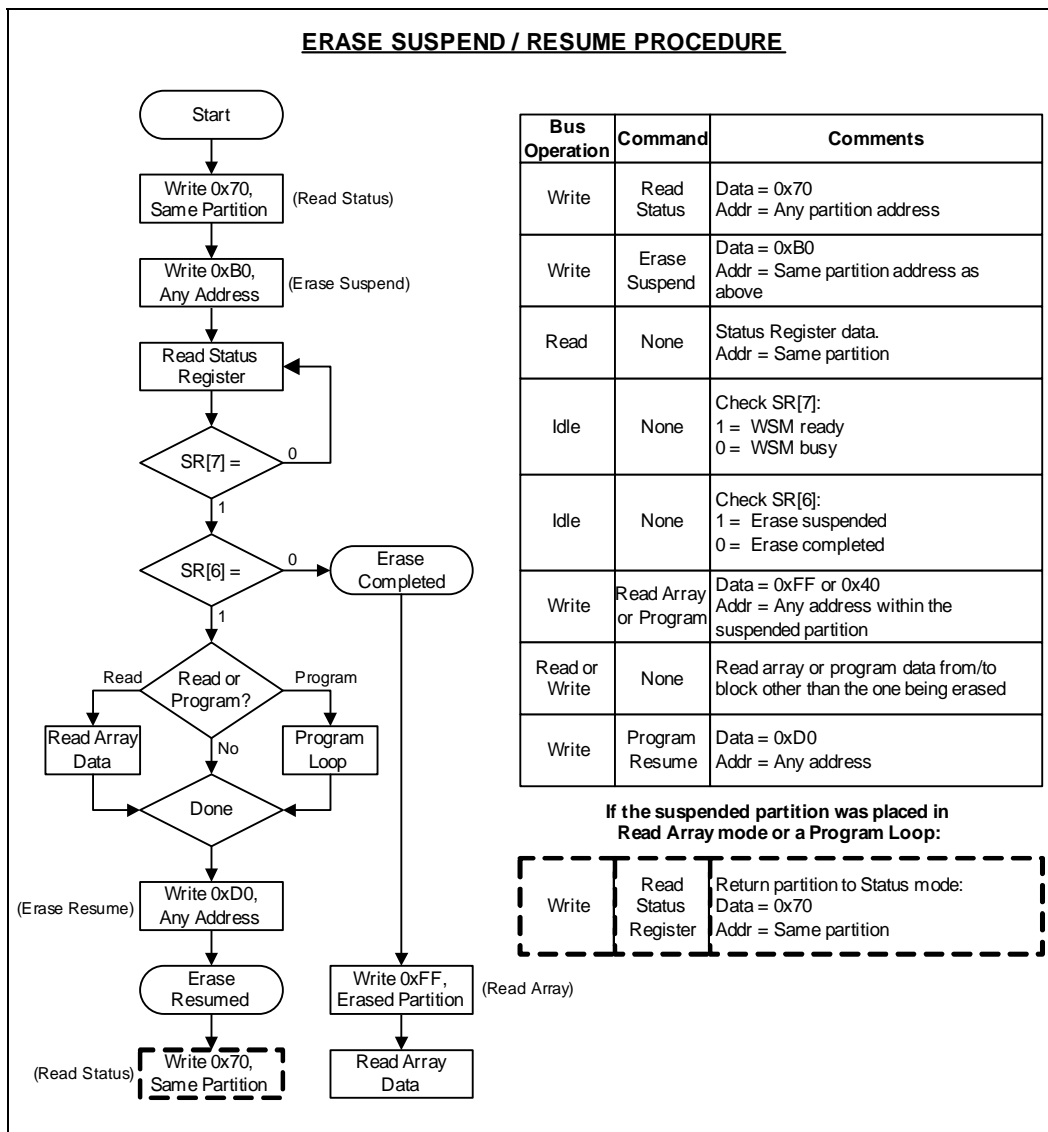 ERASE SUSPEND / RESUME PROCEDURE
Start
Write 0x70,
Same Partition
(Read Status)
Write 0xB0,
Any Address
(Erase Suspend)
Read Status
Register
SR[7] =
0
1
SR[6] =
0
Erase
Completed
1
Read
Read or
Program?
Program
Read Array
Data
No
Program
Loop
Done
(Erase Resume)
Write 0xD0,
Any Address
Erase
Resumed
Write 0xFF,
Erased Partition
(Read Array)
(Read Status)
Write 0x70,
Same Partition
Read Array
Data
Bus
Operation
Command
Comments
Write
Read
Status
Data = 0x70
Addr = Any partition address
Write
Erase
Suspend
Data = 0xB0
Addr = Same partition address as
above
Read
None
Status Register data.
Addr = Same partition
Idle
None
Check SR[7]:
1 = WSM ready
0 = WSM busy
Idle
None
Check SR[6]:
1 = Erase suspended
0 = Erase completed
Write
Read Array
or Program
Data = 0xFF or 0x40
Addr = Any address within the
suspended partition
Read or
Write
None
Read array or program data from/to
block other than the one being erased
Write
Program
Resume
Data = 0xD0
Addr = Any address
If the suspended partition was placed in
Read Array mode or a Program Loop:
Write
Read
Status
Register
Return partition to Status mode:
Data = 0x70
Addr = Same partition